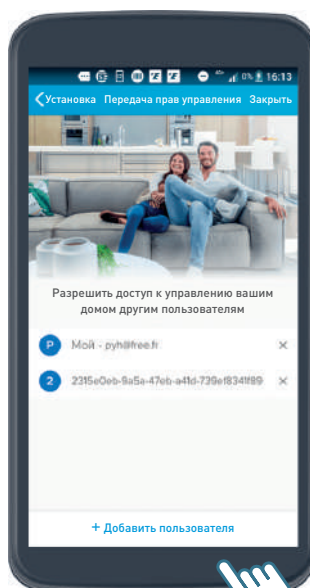 0% 16:13
Установка Передача прав управления Закрыть
Разрешить доступ к управлению вашим
домом другим пользователям
P Мой - pyh@free.fr ×
2 2315e0eb-9a5a-47eb-a41d-739ef8341f89 ×
+ Добавить пользователя